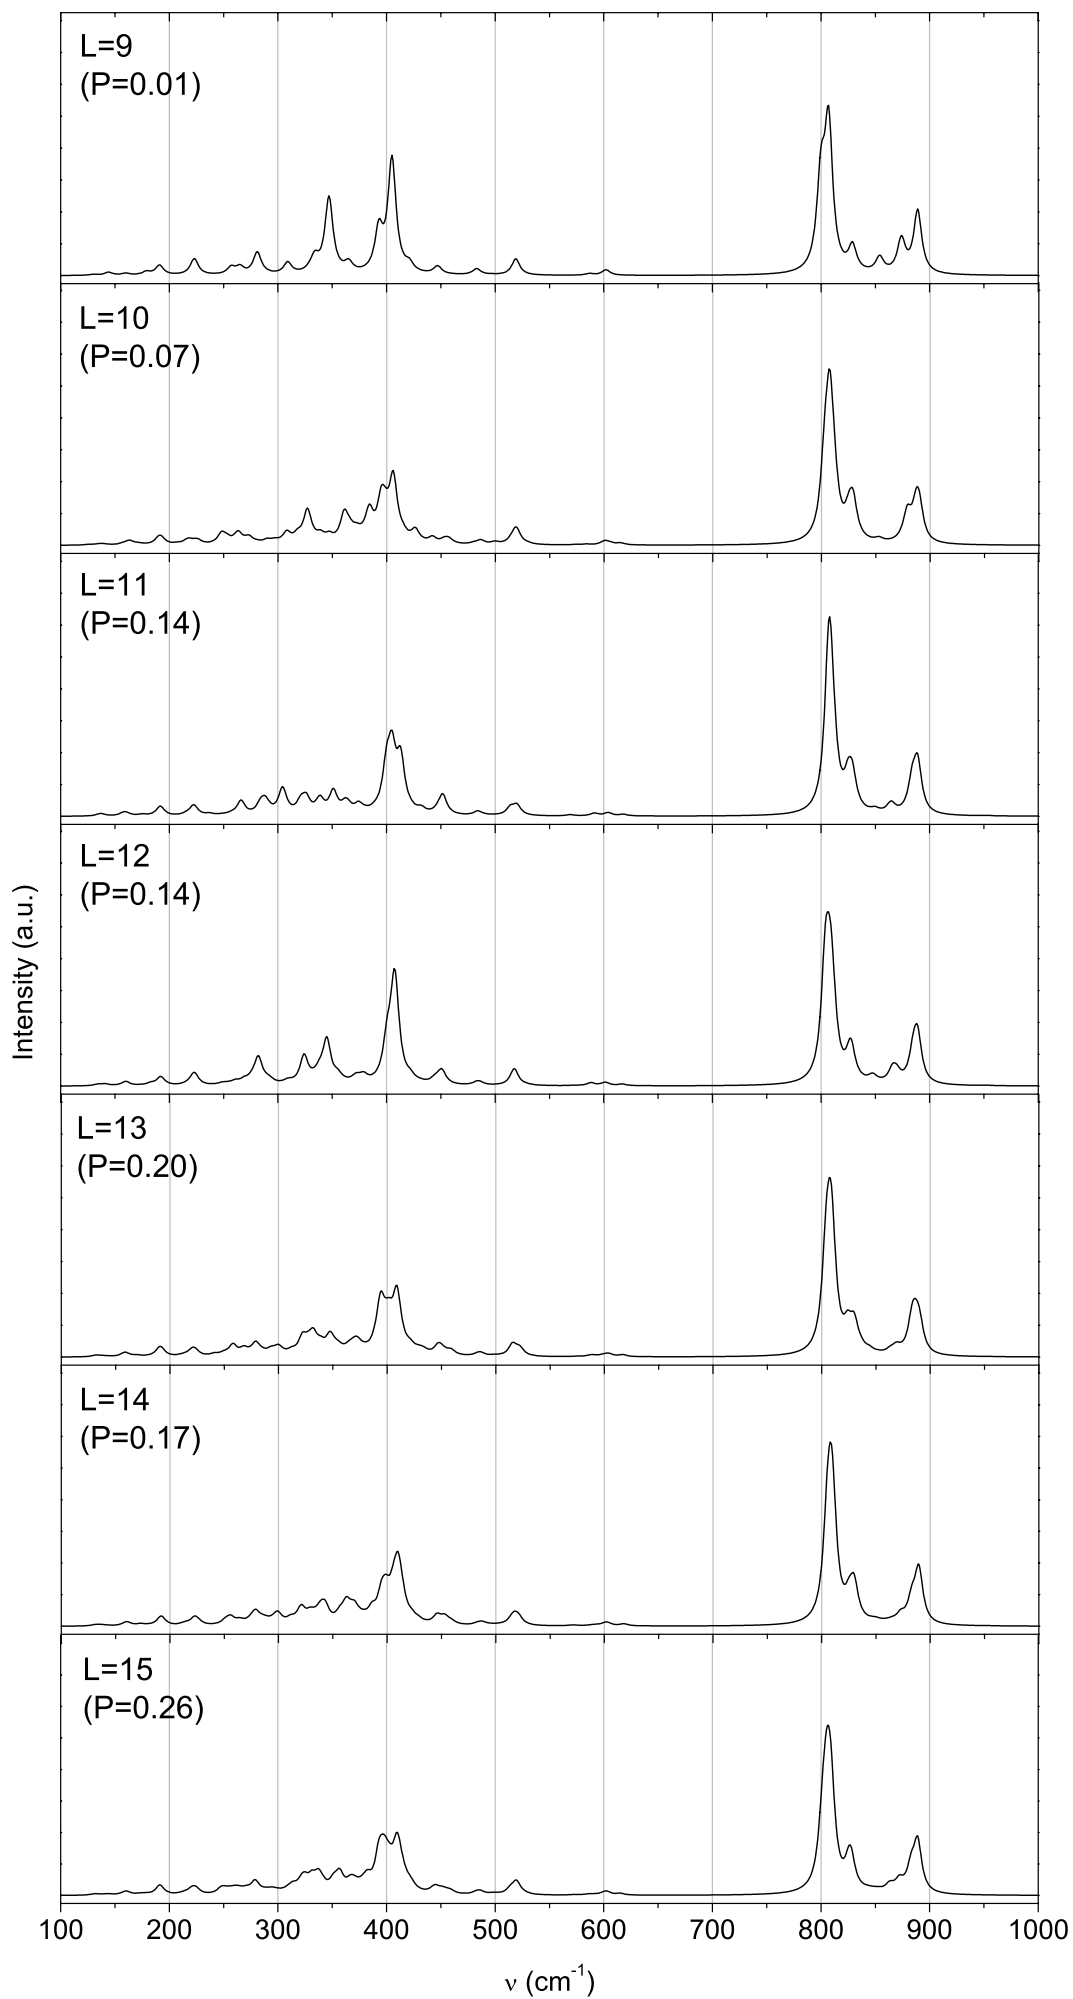 L=9
(P=0.01)
L=10
(P=0.07)
L=11
(P=0.14)
L=12
(P=0.14)
Intensity (a.u.)
L=13
(P=0.20)
L=14
(P=0.17)
L=15
(P=0.26)
100 200 300 400 500 600 700 800 900 1000
ν (cm⁻¹)